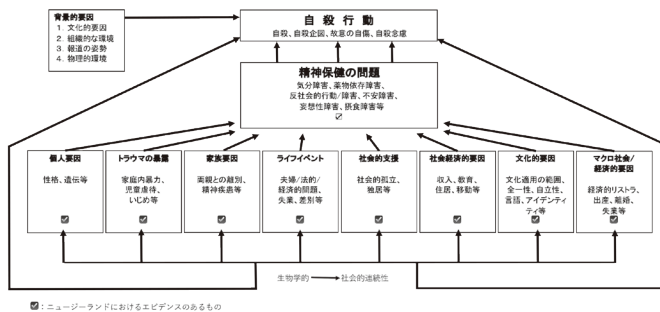 背景的要因
1. 文化的要因
2. 組織的な環境
3. 報道の姿勢
4. 物理的環境
自 殺 行 動
自殺、自殺企図、故意の自傷、自殺念慮
精神保健の問題
気分障害、薬物依存障害、
反社会的行動/障害、不安障害、
妄想性障害、摂食障害等
個人要因
性格、遺伝等
トラウマの暴露
家庭内暴力、
児童虐待、
いじめ等
家族要因
両親との離別、
精神疾患等
ライフイベント
夫婦/法的/
経済的問題、
失業、差別等
社会的支援
社会的孤立、
独居等
社会経済的要因
収入、教育、
住居、移動等
文化的要因
文化適用の範囲、
全一性、自立性、
言語、アイデンティ
ティ等
マクロ社会/
経済的要因
経済的リストラ、
出産、離婚、
失業等
生物学的
社会的連続性
:ニュージーランドにおけるエビデンスのあるもの